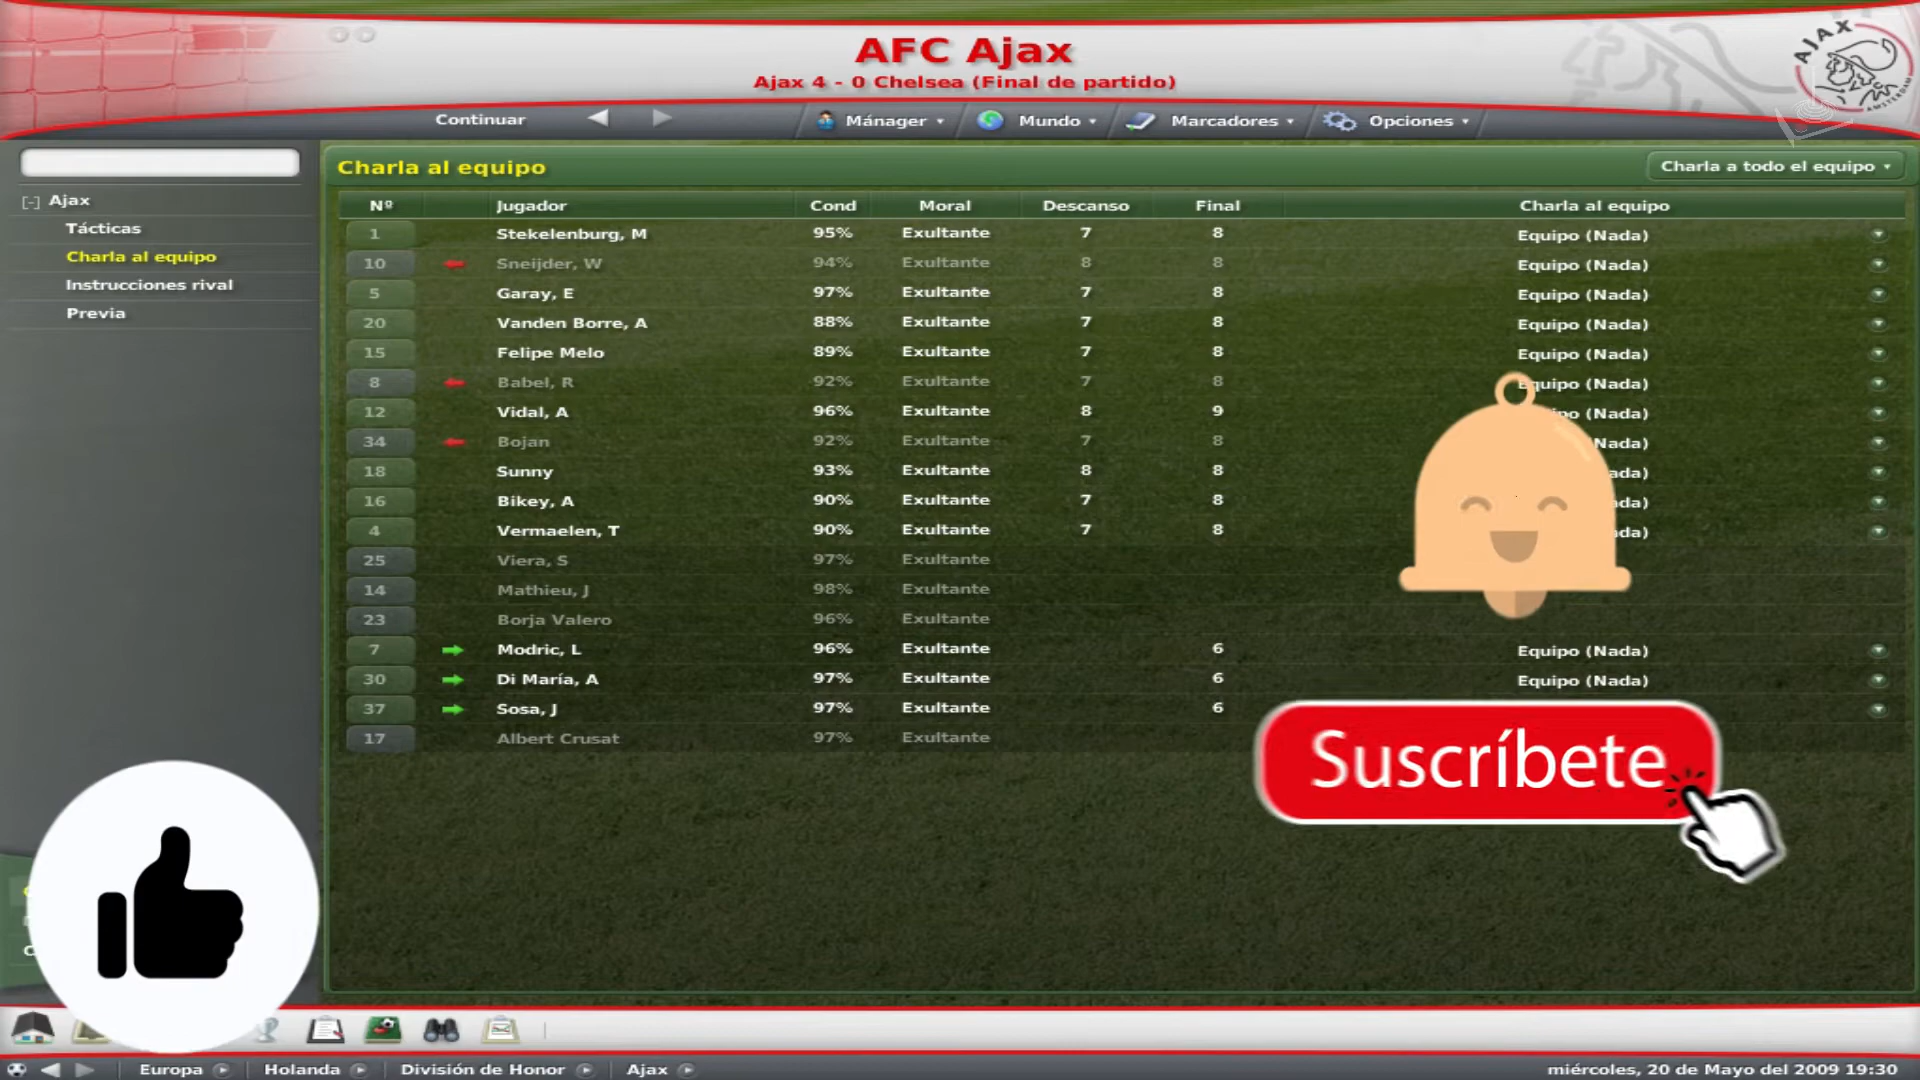 AFC Ajax
Ajax 4 - 0 Chelsea (Final de partido)
AJAX
AMSTERDAM
Continuar Mánager Mundo Marcadores Opciones
Charla al equipo Charla a todo el equipo
[-] Ajax
Tácticas
Charla al equipo
Instrucciones rival
Previa
Nº Jugador Cond Moral Descanso Final Charla al equipo
1 Stekelenburg, M 95% Exultante 7 8 Equipo (Nada)
10 Sneijder, W 94% Exultante 8 8 Equipo (Nada)
5 Garay, E 97% Exultante 7 8 Equipo (Nada)
20 Vanden Borre, A 88% Exultante 7 8 Equipo (Nada)
15 Felipe Melo 89% Exultante 7 8 Equipo (Nada)
8 Babel, R 92% Exultante 7 8 Equipo (Nada)
12 Vidal, A 96% Exultante 8 9 (Nada)
34 Bojan 92% Exultante 7 8 Nada)
18 Sunny 93% Exultante 8 8
16 Bikey, A 90% Exultante 7 8
4 Vermaelen, T 90% Exultante 7 8
25 Viera, S 97% Exultante
14 Mathieu, J 98% Exultante
23 Borja Valero 96% Exultante
7 Modric, L 96% Exultante 6 Equipo (Nada)
30 Di María, A 97% Exultante 6 Equipo (Nada)
37 Sosa, J 97% Exultante 6
17 Albert Crusat 97% Exultante
Suscríbete
Europa Holanda División de Honor Ajax miércoles, 20 de Mayo del 2009 19:30